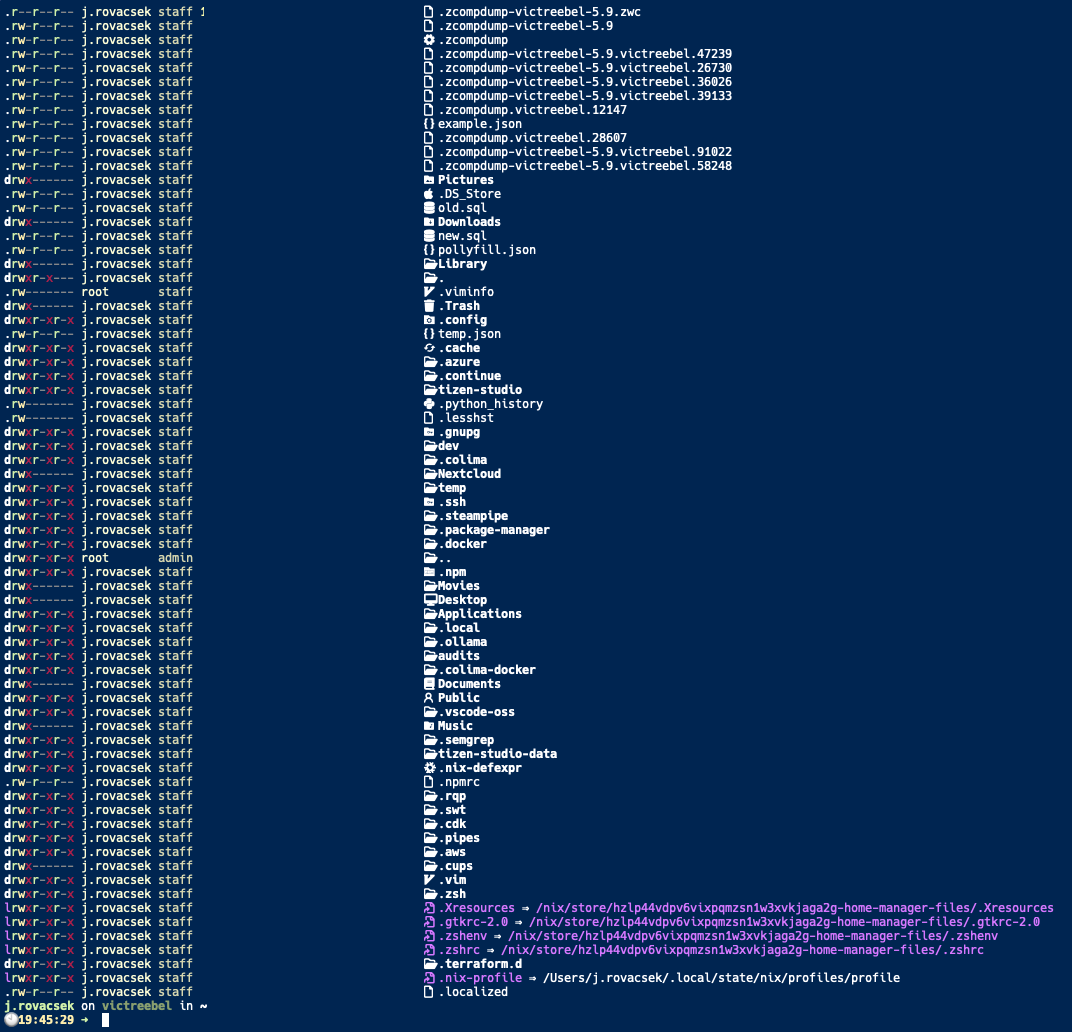 .r--r--r-- j.rovacsek staff 1 .zcompdump-victreebel-5.9.zwc
.rw-r--r-- j.rovacsek staff .zcompdump-victreebel-5.9
.rw-r--r-- j.rovacsek staff .zcompdump
.rw-r--r-- j.rovacsek staff .zcompdump-victreebel-5.9.victreebel.47239
.rw-r--r-- j.rovacsek staff .zcompdump-victreebel-5.9.victreebel.26730
.rw-r--r-- j.rovacsek staff .zcompdump-victreebel-5.9.victreebel.36026
.rw-r--r-- j.rovacsek staff .zcompdump-victreebel-5.9.victreebel.39133
.rw-r--r-- j.rovacsek staff .zcompdump.victreebel.12147
.rw-r--r-- j.rovacsek staff example.json
.rw-r--r-- j.rovacsek staff .zcompdump.victreebel.28607
.rw-r--r-- j.rovacsek staff .zcompdump-victreebel-5.9.victreebel.91022
.rw-r--r-- j.rovacsek staff .zcompdump-victreebel-5.9.victreebel.58248
drwx------ j.rovacsek staff Pictures
.rw-r--r-- j.rovacsek staff .DS_Store
.rw-r--r-- j.rovacsek staff old.sql
drwx------ j.rovacsek staff Downloads
.rw-r--r-- j.rovacsek staff new.sql
.rw-r--r-- j.rovacsek staff pollyfill.json
drwx------ j.rovacsek staff Library
drwxr-x--- j.rovacsek staff .
.rw------- root staff .viminfo
drwx------ j.rovacsek staff .Trash
drwxr-xr-x j.rovacsek staff .config
.rw-r--r-- j.rovacsek staff temp.json
drwxr-xr-x j.rovacsek staff .cache
drwxr-xr-x j.rovacsek staff .azure
drwxr-xr-x j.rovacsek staff .continue
drwxr-xr-x j.rovacsek staff tizen-studio
.rw------- j.rovacsek staff .python_history
.rw------- j.rovacsek staff .lesshst
drwxr-xr-x j.rovacsek staff .gnupg
drwxr-xr-x j.rovacsek staff dev
drwxr-xr-x j.rovacsek staff .colima
drwx------ j.rovacsek staff Nextcloud
drwxr-xr-x j.rovacsek staff temp
drwxr-xr-x j.rovacsek staff .ssh
drwxr-xr-x j.rovacsek staff .steampipe
drwxr-xr-x j.rovacsek staff .package-manager
drwxr-xr-x j.rovacsek staff .docker
drwxr-xr-x root admin ..
drwxr-xr-x j.rovacsek staff .npm
drwx------ j.rovacsek staff Movies
drwx------ j.rovacsek staff Desktop
drwxr-xr-x j.rovacsek staff Applications
drwxr-xr-x j.rovacsek staff .local
drwxr-xr-x j.rovacsek staff .ollama
drwxr-xr-x j.rovacsek staff audits
drwxr-xr-x j.rovacsek staff .colima-docker
drwx------ j.rovacsek staff Documents
drwxr-xr-x j.rovacsek staff Public
drwxr-xr-x j.rovacsek staff .vscode-oss
drwx------ j.rovacsek staff Music
drwxr-xr-x j.rovacsek staff .semgrep
drwxr-xr-x j.rovacsek staff tizen-studio-data
drwxr-xr-x j.rovacsek staff .nix-defexpr
.rw-r--r-- j.rovacsek staff .npmrc
drwxr-xr-x j.rovacsek staff .rqp
drwxr-xr-x j.rovacsek staff .swt
drwxr-xr-x j.rovacsek staff .cdk
drwxr-xr-x j.rovacsek staff .pipes
drwxr-xr-x j.rovacsek staff .aws
drwx------ j.rovacsek staff .cups
drwxr-xr-x j.rovacsek staff .vim
drwxr-xr-x j.rovacsek staff .zsh
lrwxr-xr-x j.rovacsek staff .Xresources ⇒ /nix/store/hzlp44vdpv6vixpqmzsn1w3xvkjaga2g-home-manager-files/.Xresources
lrwxr-xr-x j.rovacsek staff .gtkrc-2.0 ⇒ /nix/store/hzlp44vdpv6vixpqmzsn1w3xvkjaga2g-home-manager-files/.gtkrc-2.0
lrwxr-xr-x j.rovacsek staff .zshenv ⇒ /nix/store/hzlp44vdpv6vixpqmzsn1w3xvkjaga2g-home-manager-files/.zshenv
lrwxr-xr-x j.rovacsek staff .zshrc ⇒ /nix/store/hzlp44vdpv6vixpqmzsn1w3xvkjaga2g-home-manager-files/.zshrc
drwxr-xr-x j.rovacsek staff .terraform.d
lrwxr-xr-x j.rovacsek staff .nix-profile ⇒ /Users/j.rovacsek/.local/state/nix/profiles/profile
.rw-r--r-- j.rovacsek staff .localized
j.rovacsek on victreebel in ~
19:45:29 →